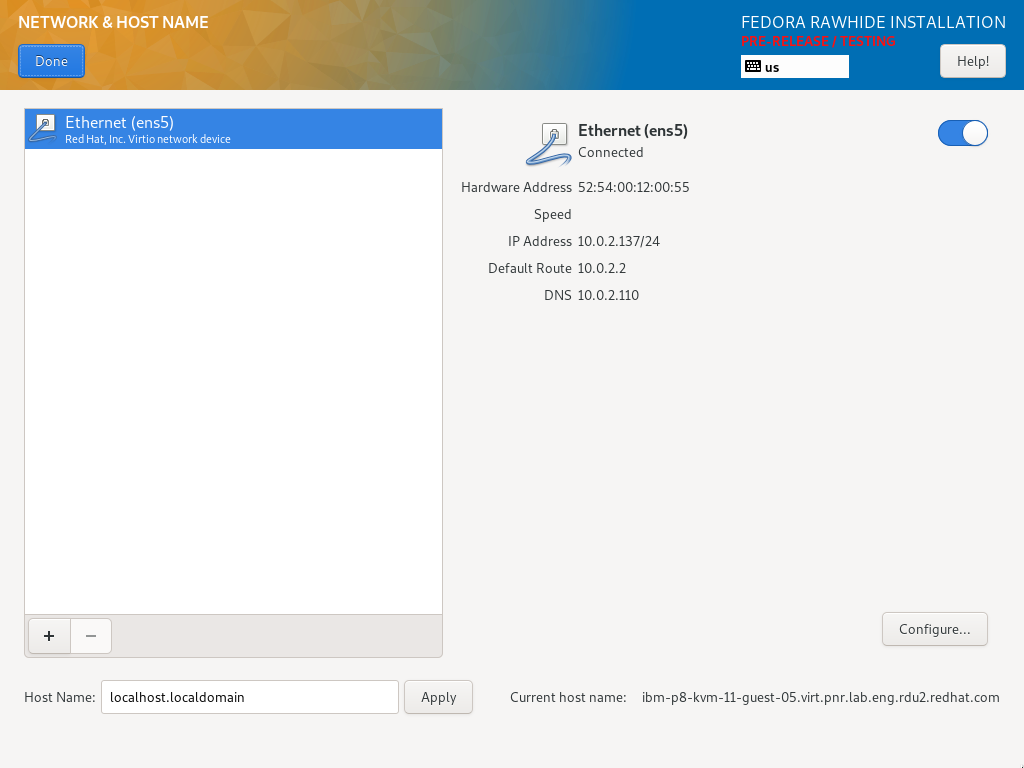 NETWORK & HOST NAME
FEDORA RAWHIDE INSTALLATION
PRE-RELEASE / TESTING
Done
us
Help!
Ethernet (ens5)
Red Hat, Inc. Virtio network device
Ethernet (ens5)
Connected
Hardware Address 52:54:00:12:00:55
Speed
IP Address 10.0.2.137/24
Default Route 10.0.2.2
DNS 10.0.2.110
+ −
Configure...
Host Name: localhost.localdomain Apply Current host name: ibm-p8-kvm-11-guest-05.virt.pnr.lab.eng.rdu2.redhat.com